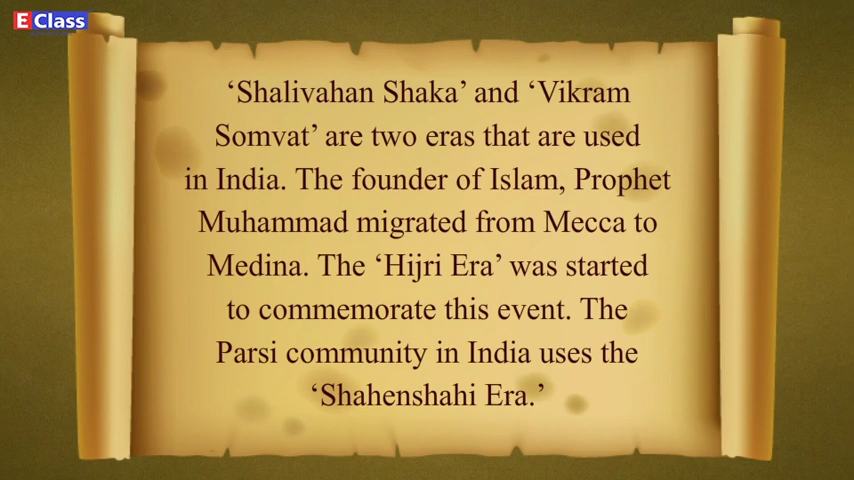 E Class
‘Shalivahan Shaka’ and ‘Vikram
Somvat’ are two eras that are used
in India. The founder of Islam, Prophet
Muhammad migrated from Mecca to
Medina. The ‘Hijri Era’ was started
to commemorate this event. The
Parsi community in India uses the
‘Shahenshahi Era.’